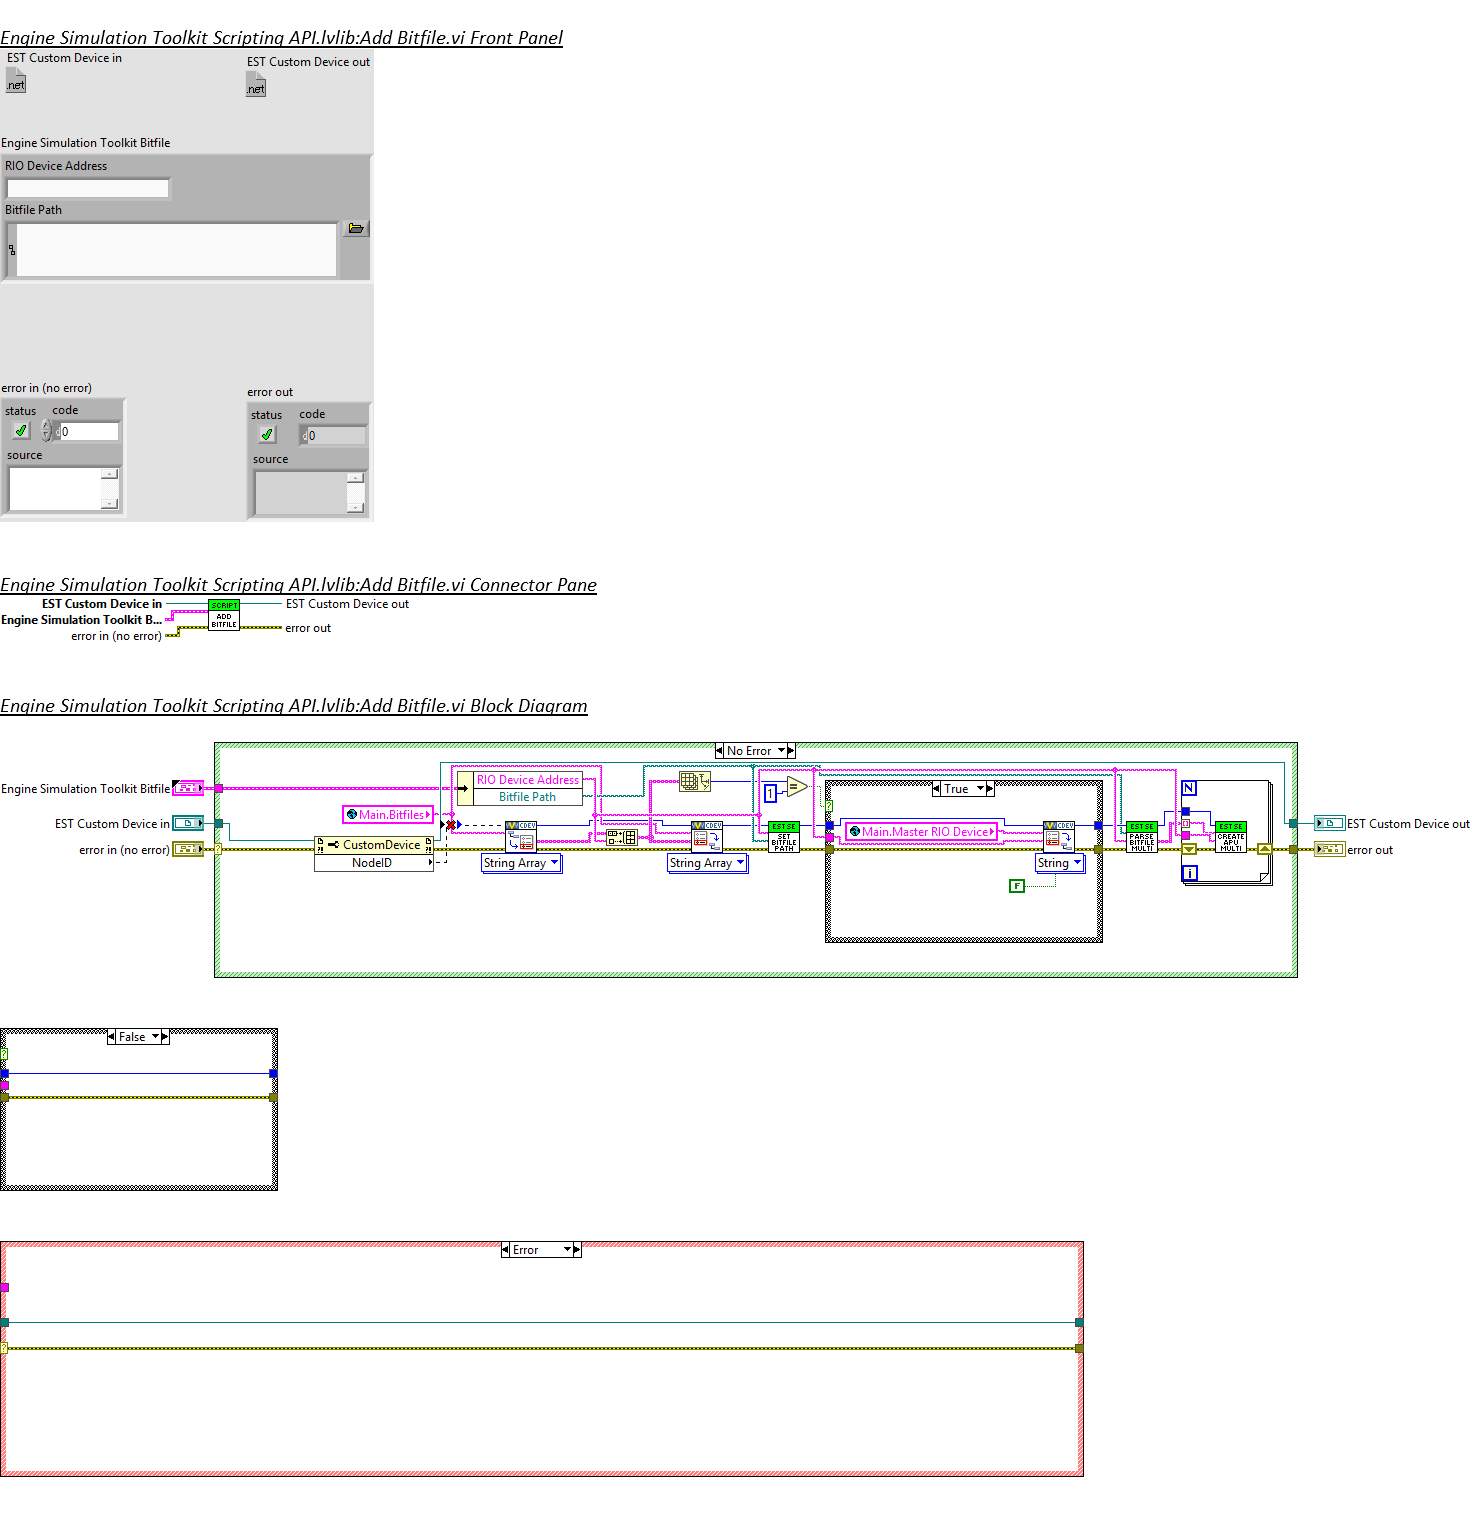 Engine Simulation Toolkit Scripting API.lvlib:Add Bitfile.vi Front Panel
EST Custom Device in
EST Custom Device out
.net
.net
Engine Simulation Toolkit Bitfile
RIO Device Address
Bitfile Path
error in (no error)
error out
status code
status code
d0
d0
source
source
Engine Simulation Toolkit Scripting API.lvlib:Add Bitfile.vi Connector Pane
EST Custom Device in
SCRIPT
ADD
BITFILE
EST Custom Device out
Engine Simulation Toolkit B...
error in (no error)
error out
Engine Simulation Toolkit Scripting API.lvlib:Add Bitfile.vi Block Diagram
No Error
Engine Simulation Toolkit Bitfile
EST Custom Device in
error in (no error)
RIO Device Address
Bitfile Path
Main.Bitfiles
CustomDevice
NodeID
CDEV
String Array
CDEV
String Array
1
=
EST:SE
SET
BITFILE
PATH
True
Main.Master RIO Device
CDEV
String
F
EST:SE
PARSE
BITFILE
MULTI
N
i
EST:SE
CREATE
APU
MULTI
EST Custom Device out
error out
False
Error